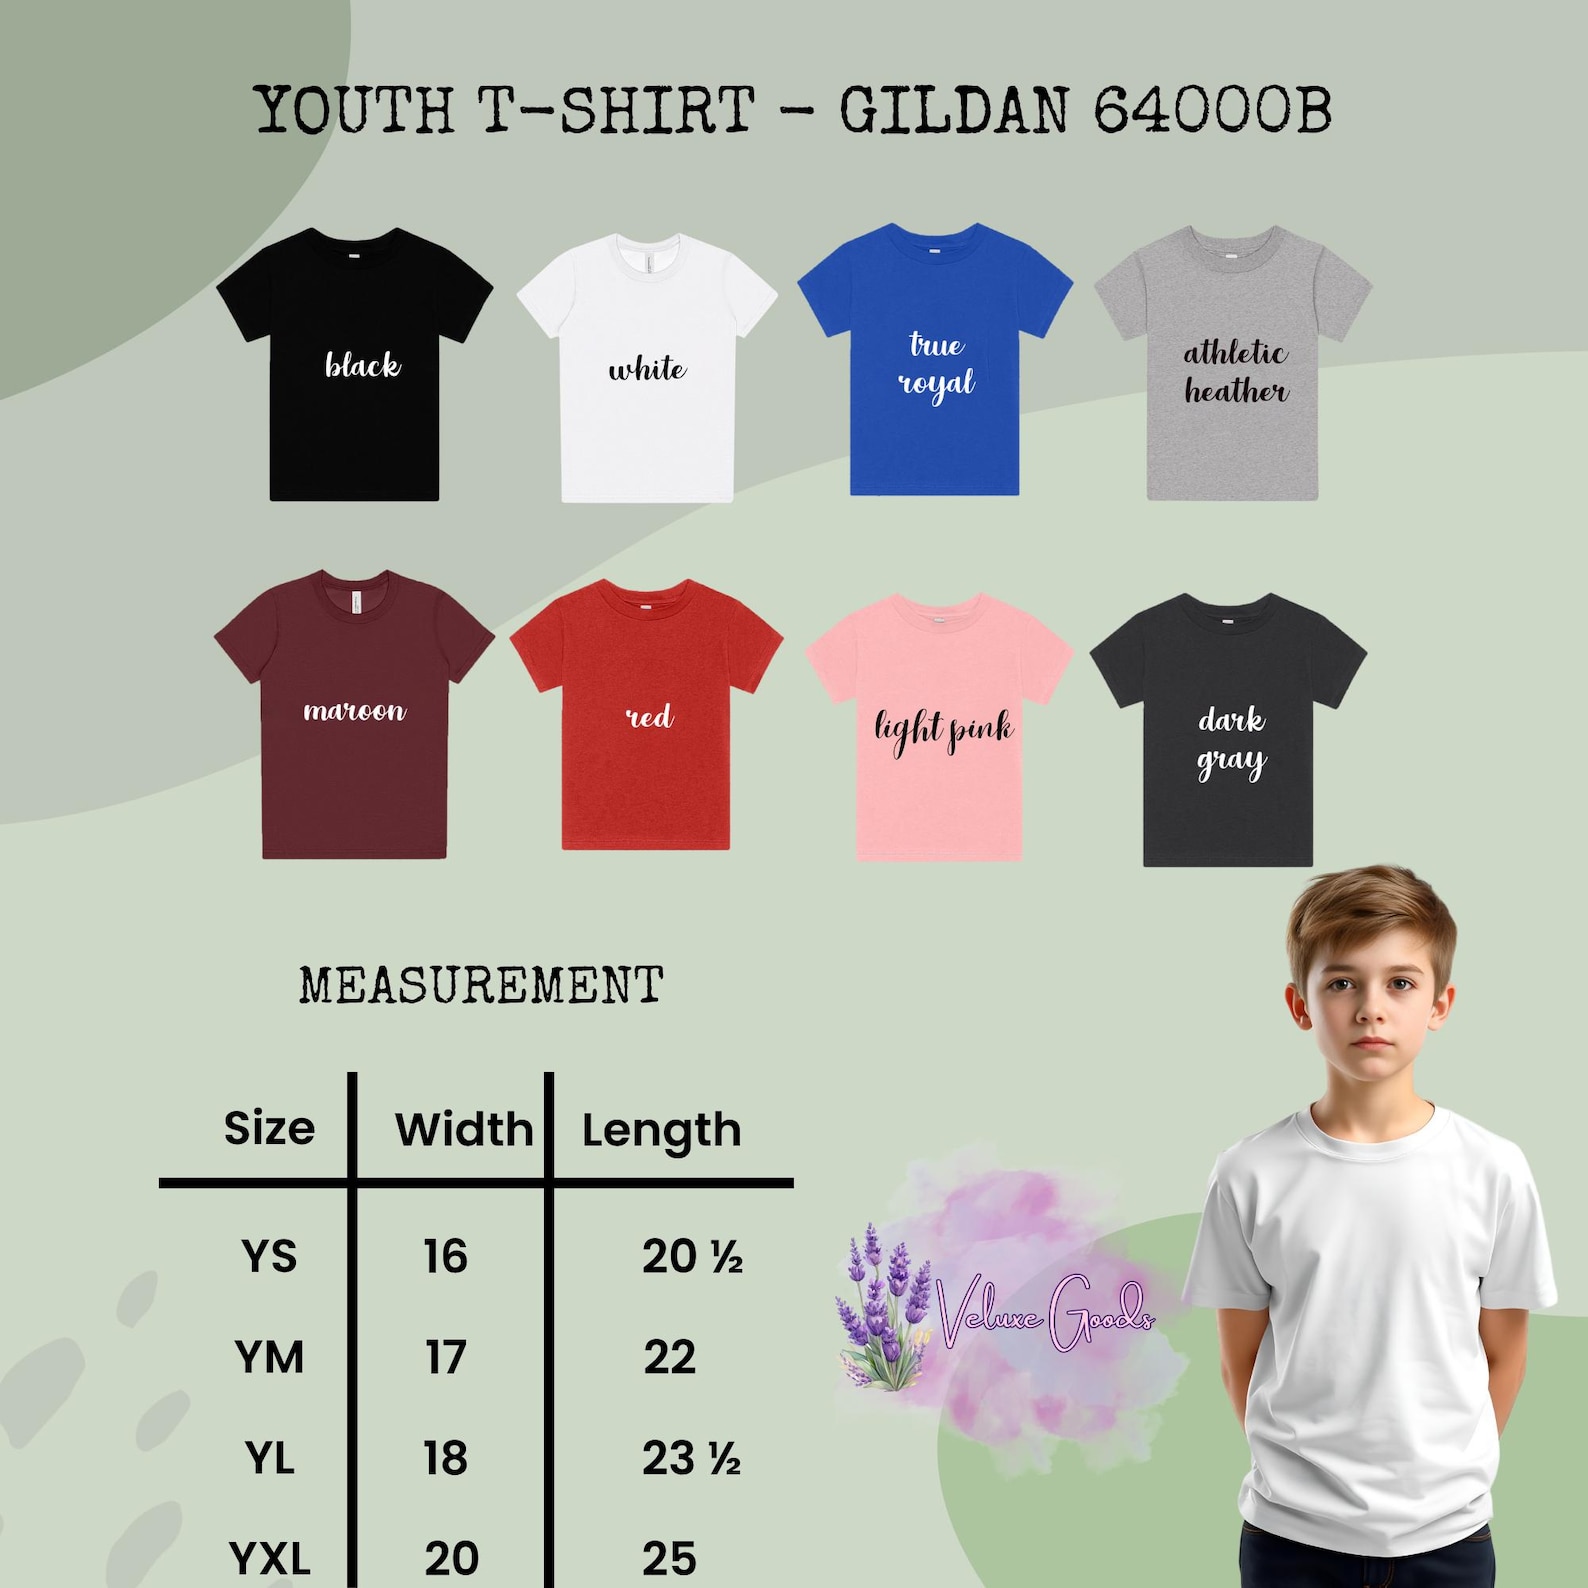 YOUTH T-SHIRT - GILDAN 64000B
black
white
true
royal
athletic
heather
maroon
red
light pink
dark
gray
MEASUREMENT
Size Width Length
YS 16 20 ½
YM 17 22
YL 18 23 ½
YXL 20 25
Veluxe Goods